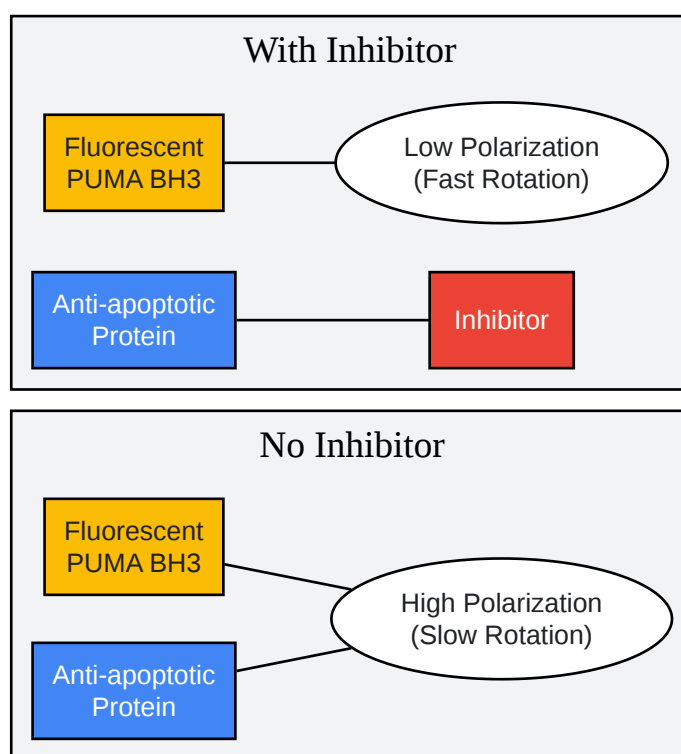 With Inhibitor
Fluorescent
PUMA BH3
Low Polarization
(Fast Rotation)
Anti-apoptotic
Protein
Inhibitor
No Inhibitor
Fluorescent
PUMA BH3
High Polarization
(Slow Rotation)
Anti-apoptotic
Protein